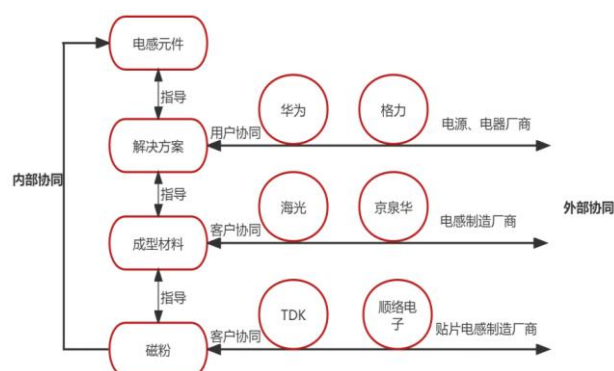 电感元件
指导
华为
格力
用户协同
电源、电器厂商
解决方案
内部协同
指导
海光
京泉华
外部协同
客户协同
电感制造厂商
成型材料
指导
TDK
顺络电
子
客户协同
贴片电感制造厂商
磁粉